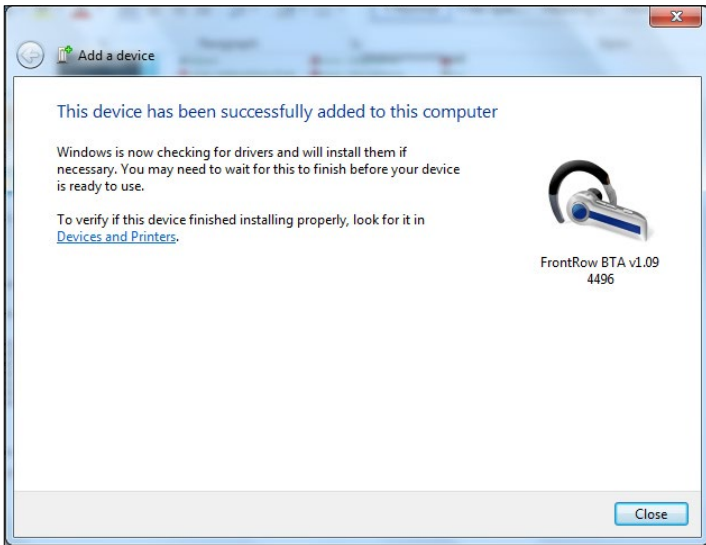 Add a device
This device has been successfully added to this computer
Windows is now checking for drivers and will install them if
necessary. You may need to wait for this to finish before your device
is ready to use.
To verify if this device finished installing properly, look for it in
Devices and Printers.
FrontRow BTA v1.09
4496
Close